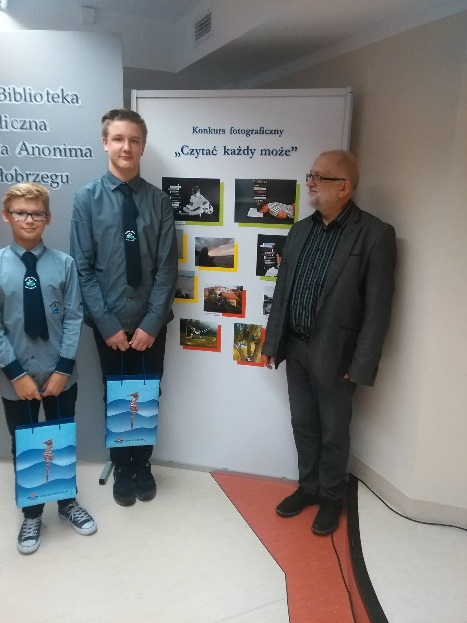 Biblioteka
liczna
a Anonima
łobrzegu
Konkurs fotograficzny
„Czytać każdy może"